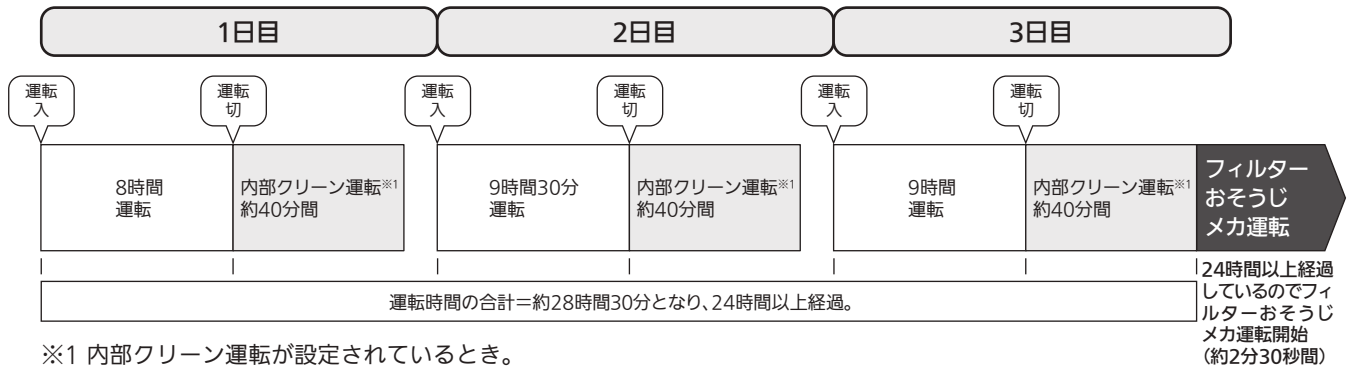 1日目
2日目
3日目
運転
入
運転
切
運転
入
運転
切
運転
入
運転
切
8時間
運転
内部クリーン運転※1
約40分間
9時間30分
運転
内部クリーン運転※1
約40分間
9時間
運転
内部クリーン運転※1
約40分間
フィルター
おそうじ
メカ運転
運転時間の合計＝約28時間30分となり、24時間以上経過。
24時間以上経過
しているのでフィ
ルターおそうじ
メカ運転開始
(約2分30秒間)
※1 内部クリーン運転が設定されているとき。